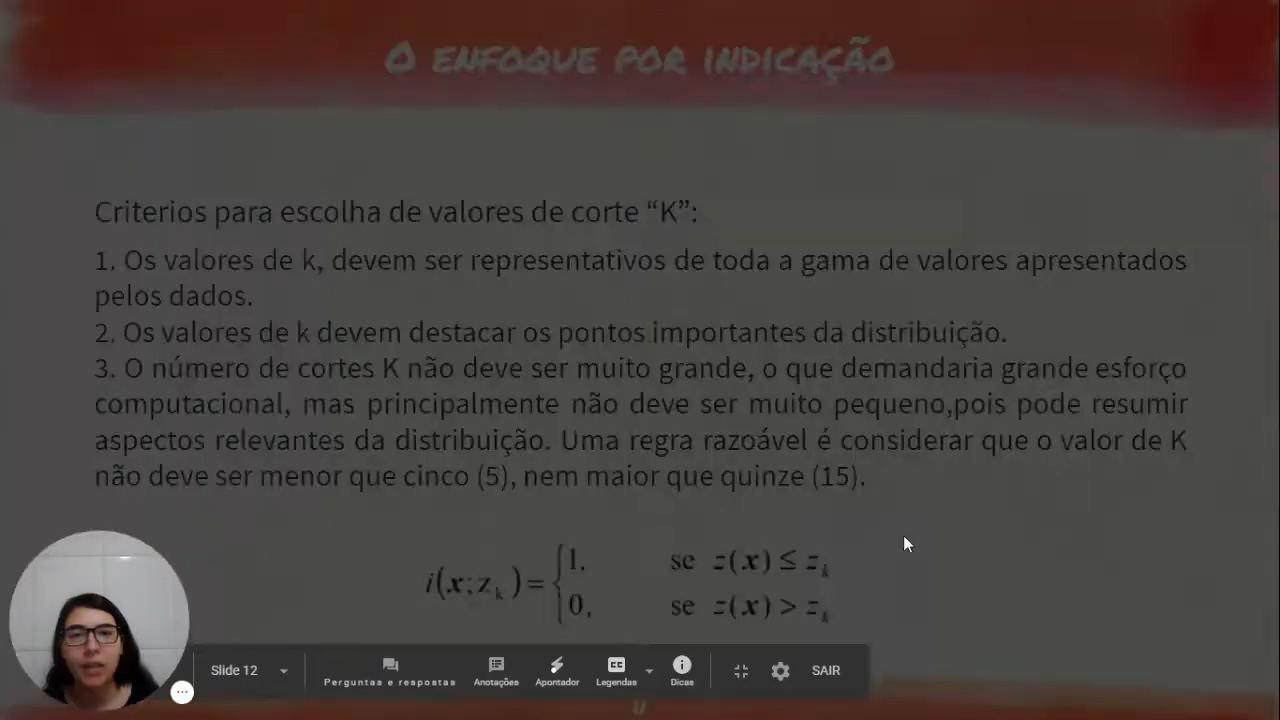 O ENFOQUE POR INDICAÇÃO
Criterios para escolha de valores de corte “K”:
1. Os valores de k, devem ser representativos de toda a gama de valores apresentados
pelos dados.
2. Os valores de k devem destacar os pontos importantes da distribuição.
3. O número de cortes K não deve ser muito grande, o que demandaria grande esforço
computacional, mas principalmente não deve ser muito pequeno,pois pode resumir
aspectos relevantes da distribuição. Uma regra razoável é considerar que o valor de K
não deve ser menor que cinco (5), nem maior que quinze (15).
1, se z(x) ≤ z_k
i(x; z_k) = {
0, se z(x) > z_k
Slide 12
Perguntas e respostas
Anotações
Apontador
CC
Legendas
Dicas
SAIR